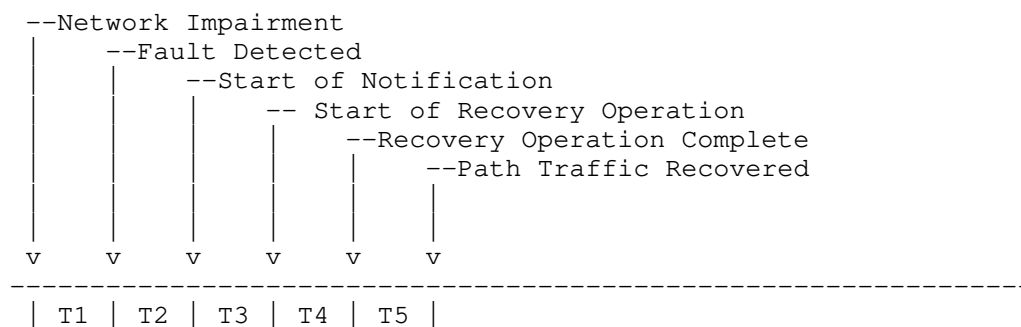 --Network Impairment
| --Fault Detected
| | --Start of Notification
| | | -- Start of Recovery Operation
| | | | --Recovery Operation Complete
| | | | | --Path Traffic Recovered
| | | | | |
| | | | | |
v v v v v v
----------------------------------------------------------------
| T1 | T2 | T3 | T4 | T5 |